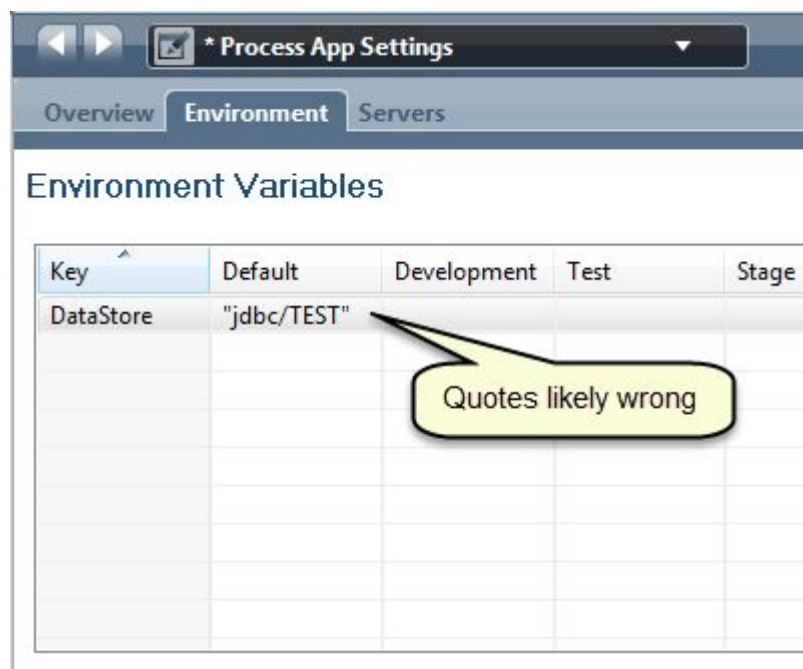 * Process App Settings
Overview Environment Servers
Environment Variables
Key Default Development Test Stage
DataStore "jdbc/TEST"
Quotes likely wrong